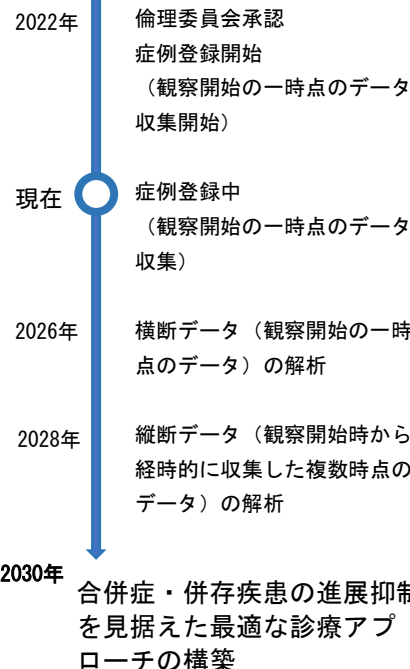 2022年
倫理委員会承認
症例登録開始
（観察開始の一時点のデータ
収集開始）
現在
症例登録中
（観察開始の一時点のデータ
収集）
2026年
横断データ（観察開始の一時
点のデータ）の解析
2028年
縦断データ（観察開始時から
経時的に収集した複数時点の
データ）の解析
2030年
合併症・併存疾患の進展抑制
を見据えた最適な診療アプ
ローチの構築